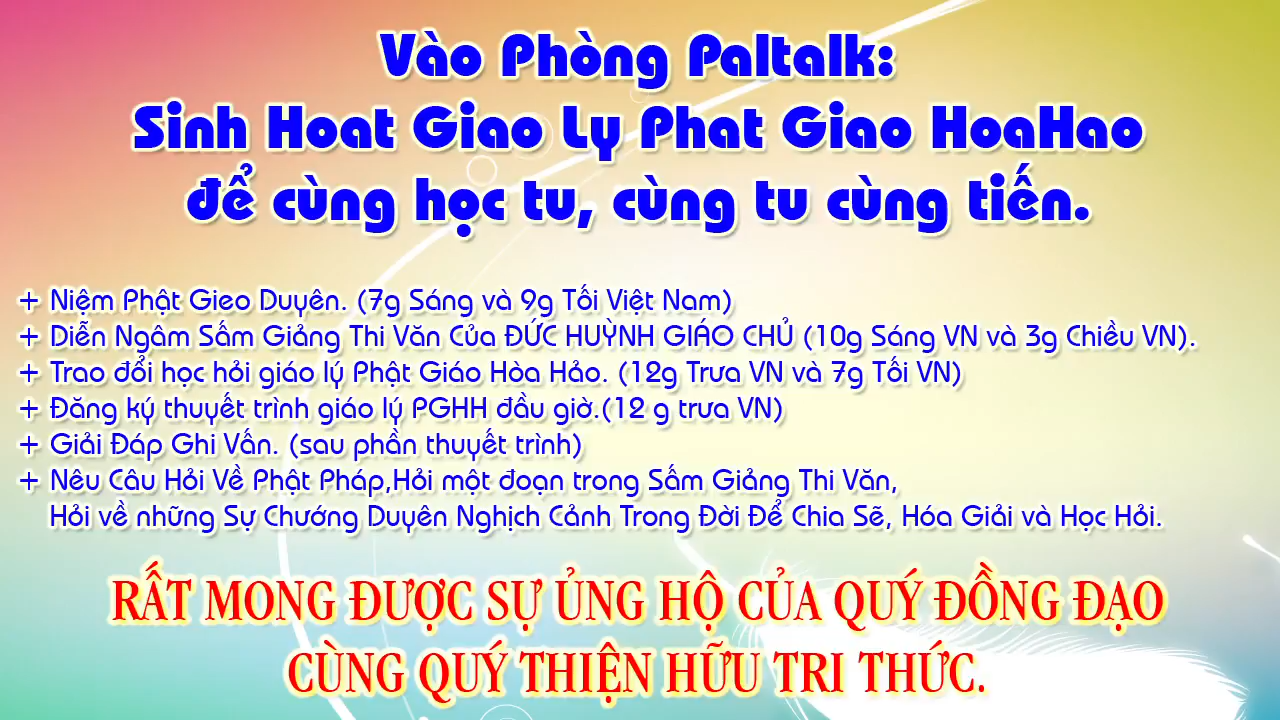 Vào Phòng Paltalk:
Sinh Hoat Giao Ly Phat Giao HoaHao
để cùng học tu, cùng tu cùng tiến.
+ Niệm Phật Gieo Duyên. (7g Sáng và 9g Tối Việt Nam)
+ Diễn Ngâm Sấm Giảng Thi Văn Của ĐỨC HUỲNH GIÁO CHỦ (10g Sáng VN và 3g Chiều VN).
+ Trao đổi học hỏi giáo lý Phật Giáo Hòa Hảo. (12g Trưa VN và 7g Tối VN)
+ Đăng ký thuyết trình giáo lý PGHH đầu giờ.(12 g trưa VN)
+ Giải Đáp Ghi Vấn. (sau phần thuyết trình)
+ Nêu Câu Hỏi Về Phật Pháp,Hỏi một đoạn trong Sấm Giảng Thi Văn,
Hỏi về những Sự Chướng Duyên Nghịch Cảnh Trong Đời Để Chia Sẽ, Hóa Giải và Học Hỏi.
RẤT MONG ĐƯỢC SỰ ỦNG HỘ CỦA QUÝ ĐỒNG ĐẠO
CÙNG QUÝ THIỆN HỮU TRI THỨC.